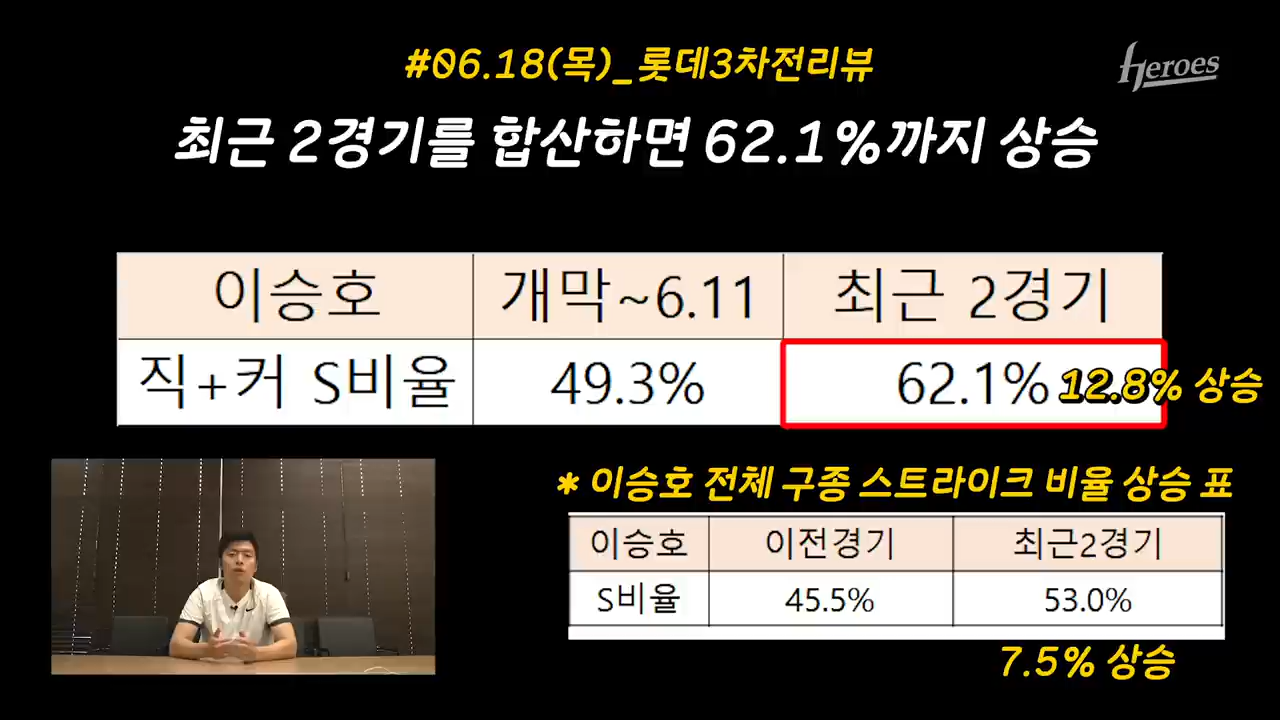 #06.18(목)_롯데3차전리뷰
Heroes
최근 2경기를 합산하면 62.1%까지 상승
이승호 개막~6.11 최근 2경기
직+커 S비율 49.3% 62.1% 12.8% 상승
* 이승호 전체 구종 스트라이크 비율 상승 표
이승호 이전경기 최근2경기
S비율 45.5% 53.0%
7.5% 상승